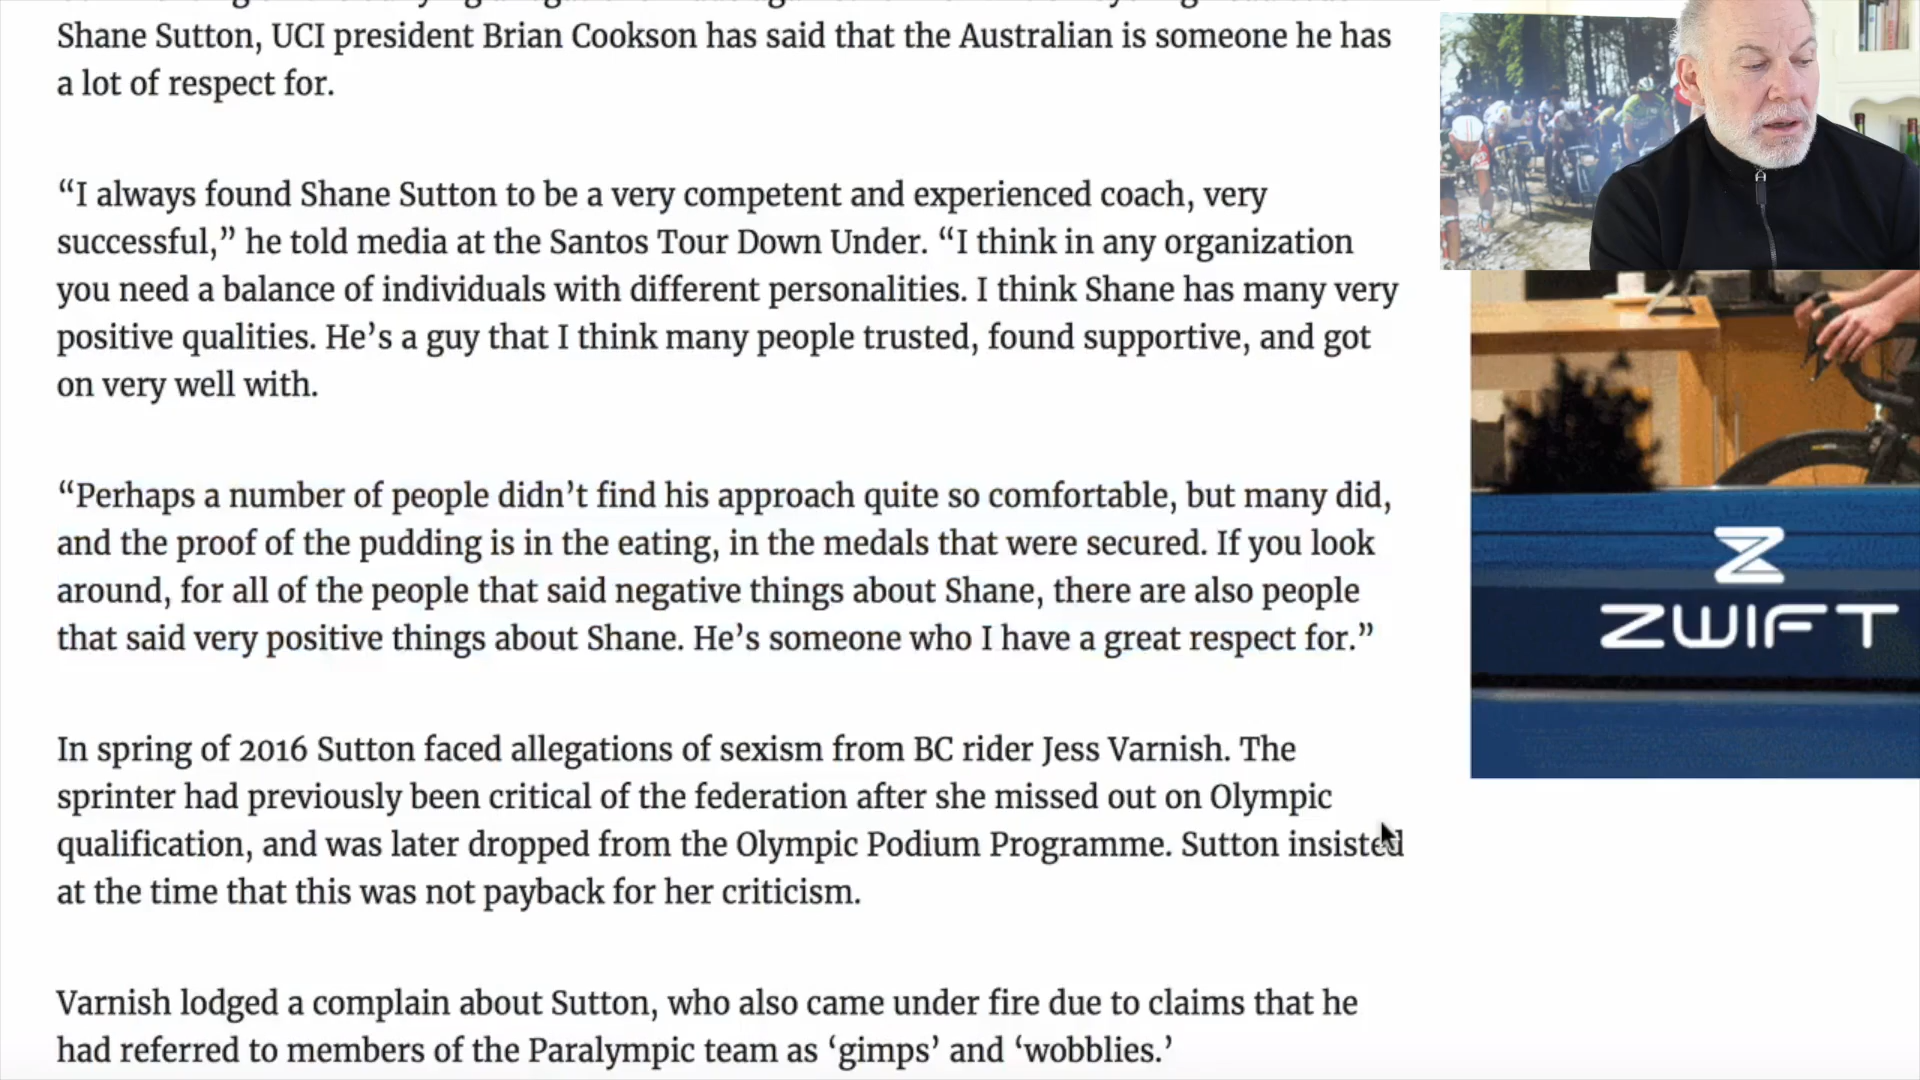 Shane Sutton, UCI president Brian Cookson has said that the Australian is someone he has
a lot of respect for.
“I always found Shane Sutton to be a very competent and experienced coach, very
successful,” he told media at the Santos Tour Down Under. “I think in any organization
you need a balance of individuals with different personalities. I think Shane has many very
positive qualities. He’s a guy that I think many people trusted, found supportive, and got
on very well with.
“Perhaps a number of people didn’t find his approach quite so comfortable, but many did,
and the proof of the pudding is in the eating, in the medals that were secured. If you look
around, for all of the people that said negative things about Shane, there are also people
that said very positive things about Shane. He’s someone who I have a great respect for.”
In spring of 2016 Sutton faced allegations of sexism from BC rider Jess Varnish. The
sprinter had previously been critical of the federation after she missed out on Olympic
qualification, and was later dropped from the Olympic Podium Programme. Sutton insisted
at the time that this was not payback for her criticism.
Varnish lodged a complain about Sutton, who also came under fire due to claims that he
had referred to members of the Paralympic team as ‘gimps’ and ‘wobblies.’
ZWIFT